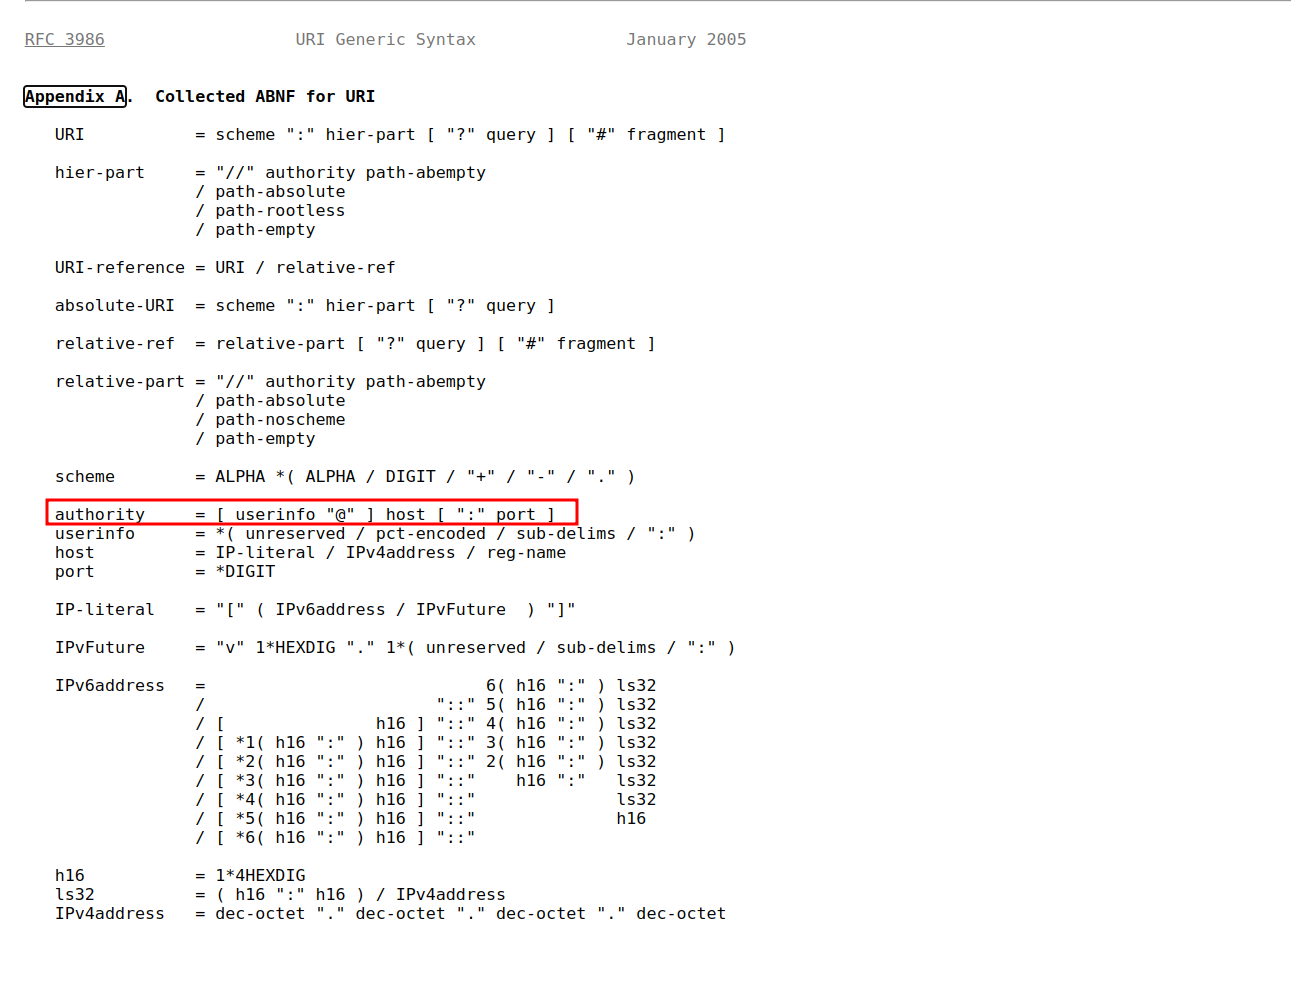 RFC 3986                   URI Generic Syntax               January 2005
Appendix A.  Collected ABNF for URI
   URI           = scheme ":" hier-part [ "?" query ] [ "#" fragment ]
   hier-part     = "//" authority path-abempty
                 / path-absolute
                 / path-rootless
                 / path-empty
   URI-reference = URI / relative-ref
   absolute-URI  = scheme ":" hier-part [ "?" query ]
   relative-ref  = relative-part [ "?" query ] [ "#" fragment ]
   relative-part = "//" authority path-abempty
                 / path-absolute
                 / path-noscheme
                 / path-empty
   scheme        = ALPHA *( ALPHA / DIGIT / "+" / "-" / "." )
   authority     = [ userinfo "@" ] host [ ":" port ]
   userinfo      = *( unreserved / pct-encoded / sub-delims / ":" )
   host          = IP-literal / IPv4address / reg-name
   port          = *DIGIT
   IP-literal    = "[" ( IPv6address / IPvFuture  ) "]"
   IPvFuture     = "v" 1*HEXDIG "." 1*( unreserved / sub-delims / ":" )
   IPv6address   =                            6( h16 ":" ) ls32
                 /                       "::" 5( h16 ":" ) ls32
                 / [               h16 ] "::" 4( h16 ":" ) ls32
                 / [ *1( h16 ":" ) h16 ] "::" 3( h16 ":" ) ls32
                 / [ *2( h16 ":" ) h16 ] "::" 2( h16 ":" ) ls32
                 / [ *3( h16 ":" ) h16 ] "::"    h16 ":"   ls32
                 / [ *4( h16 ":" ) h16 ] "::"              ls32
                 / [ *5( h16 ":" ) h16 ] "::"              h16
                 / [ *6( h16 ":" ) h16 ] "::"
   h16           = 1*4HEXDIG
   ls32          = ( h16 ":" h16 ) / IPv4address
   IPv4address   = dec-octet "." dec-octet "." dec-octet "." dec-octet